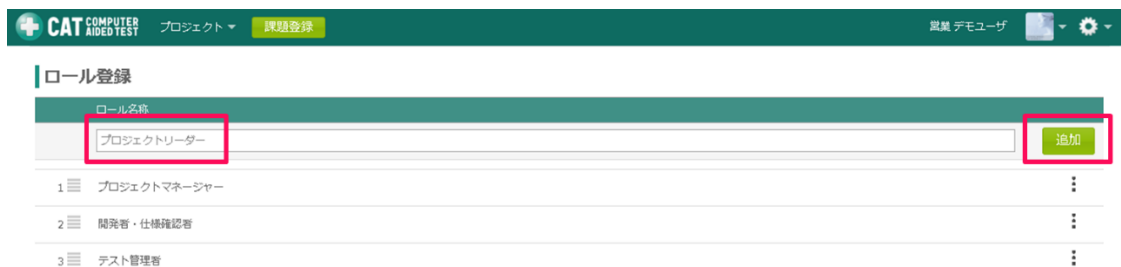 CAT COMPUTER AIDED TEST プロジェクト 課題登録 営業 デモユーザ
ロール登録
ロール名称
プロジェクトリーダー 追加
1 プロジェクトマネージャー
2 開発者・仕様確認者
3 テスト管理者